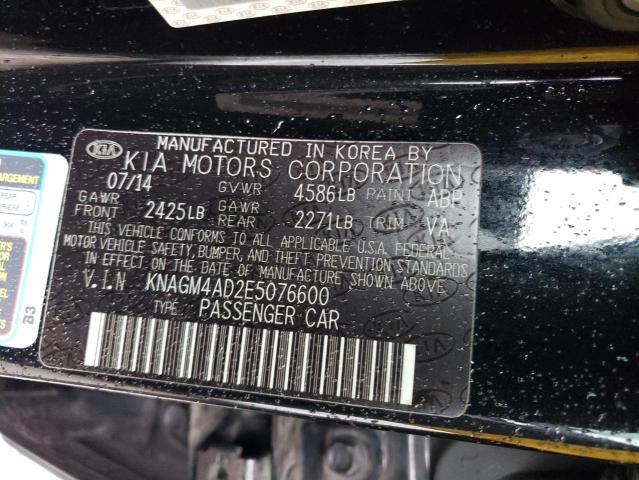 KIA
MANUFACTURED IN KOREA BY
KIA MOTORS CORPORATION
07/14 GVWR 4586LB PAINT ABP
GAWR FRONT 2425LB GAWR REAR 2271LB TRIM VA
THIS VEHICLE CONFORMS TO ALL APPLICABLE U.S.A. FEDERAL
MOTOR VEHICLE SAFETY, BUMPER, AND THEFT PREVENTION STANDARDS
IN EFFECT ON THE DATE OF MANUFACTURE SHOWN ABOVE
V.I.N KNAGM4AD2E5076600
TYPE: PASSENGER CAR
B3